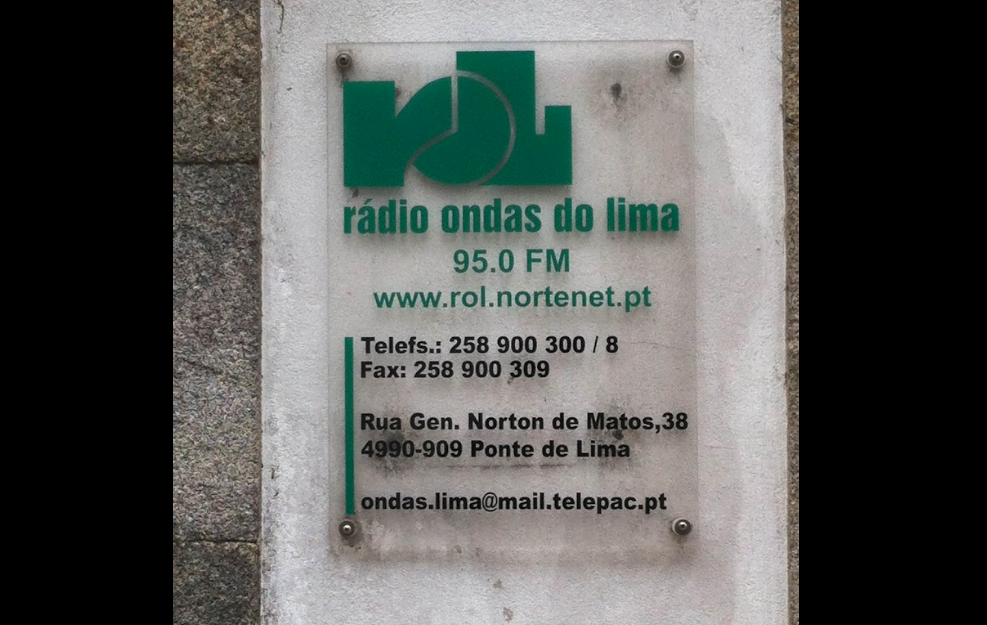 rol
rádio ondas do lima
95.0 FM
www.rol.nortenet.pt
Telefs.: 258 900 300 / 8
Fax: 258 900 309
Rua Gen. Norton de Matos,38
4990-909 Ponte de Lima
ondas.lima@mail.telepac.pt